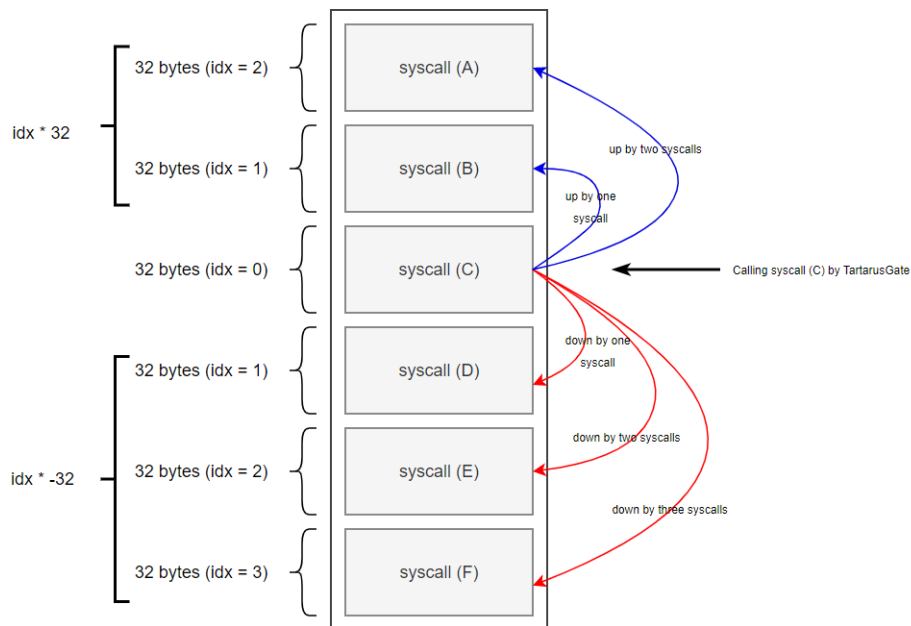 32 bytes (idx = 2)
syscall (A)
idx * 32
up by two syscalls
32 bytes (idx = 1)
syscall (B)
up by one
syscall
32 bytes (idx = 0)
syscall (C)
Calling syscall (C) by TartarusGate
32 bytes (idx = 1)
syscall (D)
down by one
syscall
idx * -32
32 bytes (idx = 2)
syscall (E)
down by two syscalls
down by three syscalls
32 bytes (idx = 3)
syscall (F)